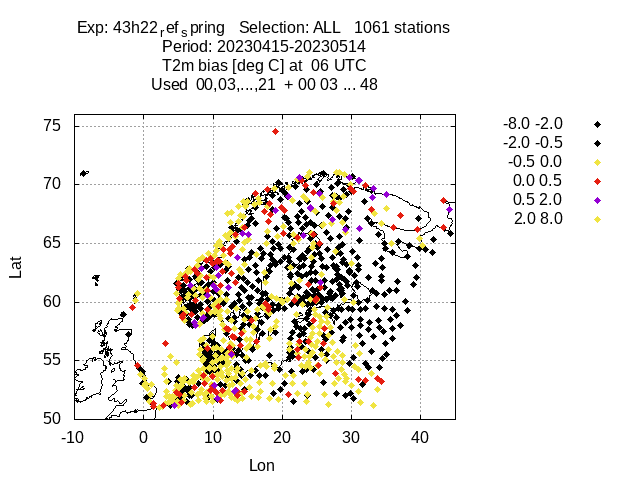 Exp: 43h22ref spring Selection: ALL 1061 stations
Period: 20230415-20230514
T2m bias [deg C] at 06 UTC
Used 00,03,...,21 + 00 03 ... 48
-8.0 -2.0
-2.0 -0.5
-0.5 0.0
0.0 0.5
0.5 2.0
2.0 8.0
75
70
65
60
55
50
Lat
-10 0 10 20 30 40
Lon